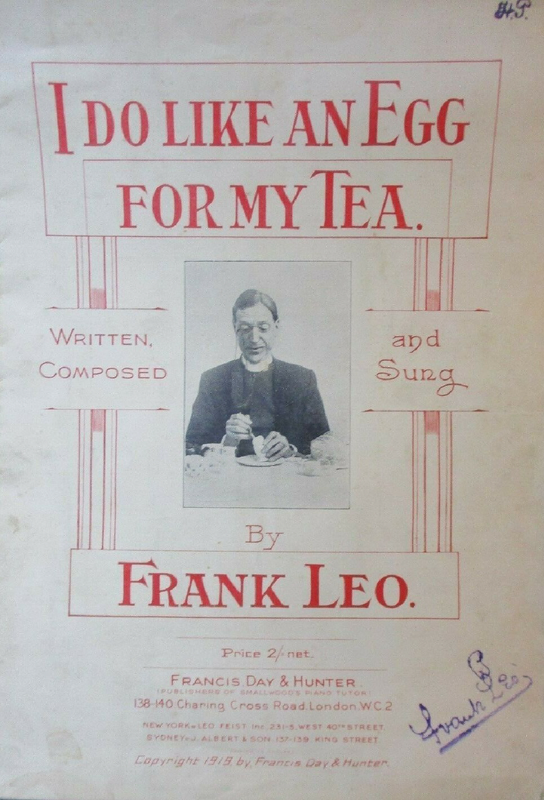 H.P.
I DO LIKE AN EGG
FOR MY TEA.
WRITTEN,
COMPOSED
and
Sung
By
FRANK LEO.
Price 2/- net.
FRANCIS, DAY & HUNTER
(PUBLISHERS OF SMALLWOOD'S PIANO TUTOR)
138-140 Charing Cross Road, London, W.C.2
NEW YORK: LEO FEIST Inc. 231-5, WEST 40TH STREET
SYDNEY: J. ALBERT & SON 137-139, KING STREET
Copyright 1919, by Francis Day & Hunter.
Frank Leo